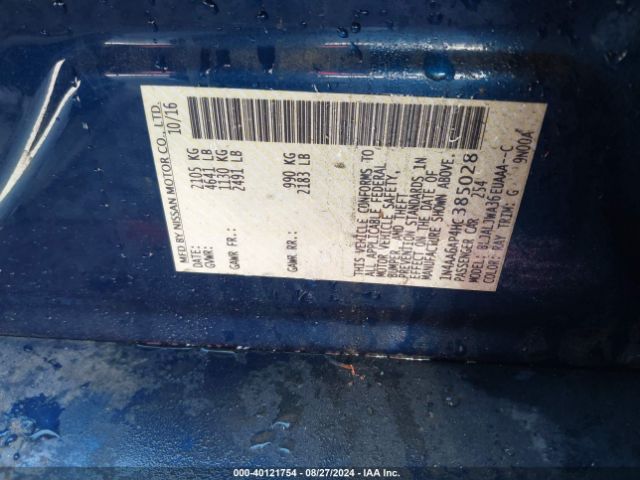 MFD BY NISSAN MOTOR CO., LTD.
DATE: 10/16
GVWR: 2105 KG
4641 LB
GAWR FR.: 1130 KG
2491 LB
GAWR RR.: 990 KG
2183 LB
THIS VEHICLE CONFORMS TO
ALL APPLICABLE FEDERAL
MOTOR VEHICLE SAFETY,
BUMPER, AND THEFT
PREVENTION STANDARDS IN
EFFECT ON THE DATE OF
MANUFACTURE SHOWN ABOVE.
1N4AA6AP4HC385028
PASSENGER CAR 234
MODEL: BLJALTWA36EUAAA--C
COLOR: RAY TRIM: G 9N00A
000-40121754 - 08/27/2024 - IAA Inc.